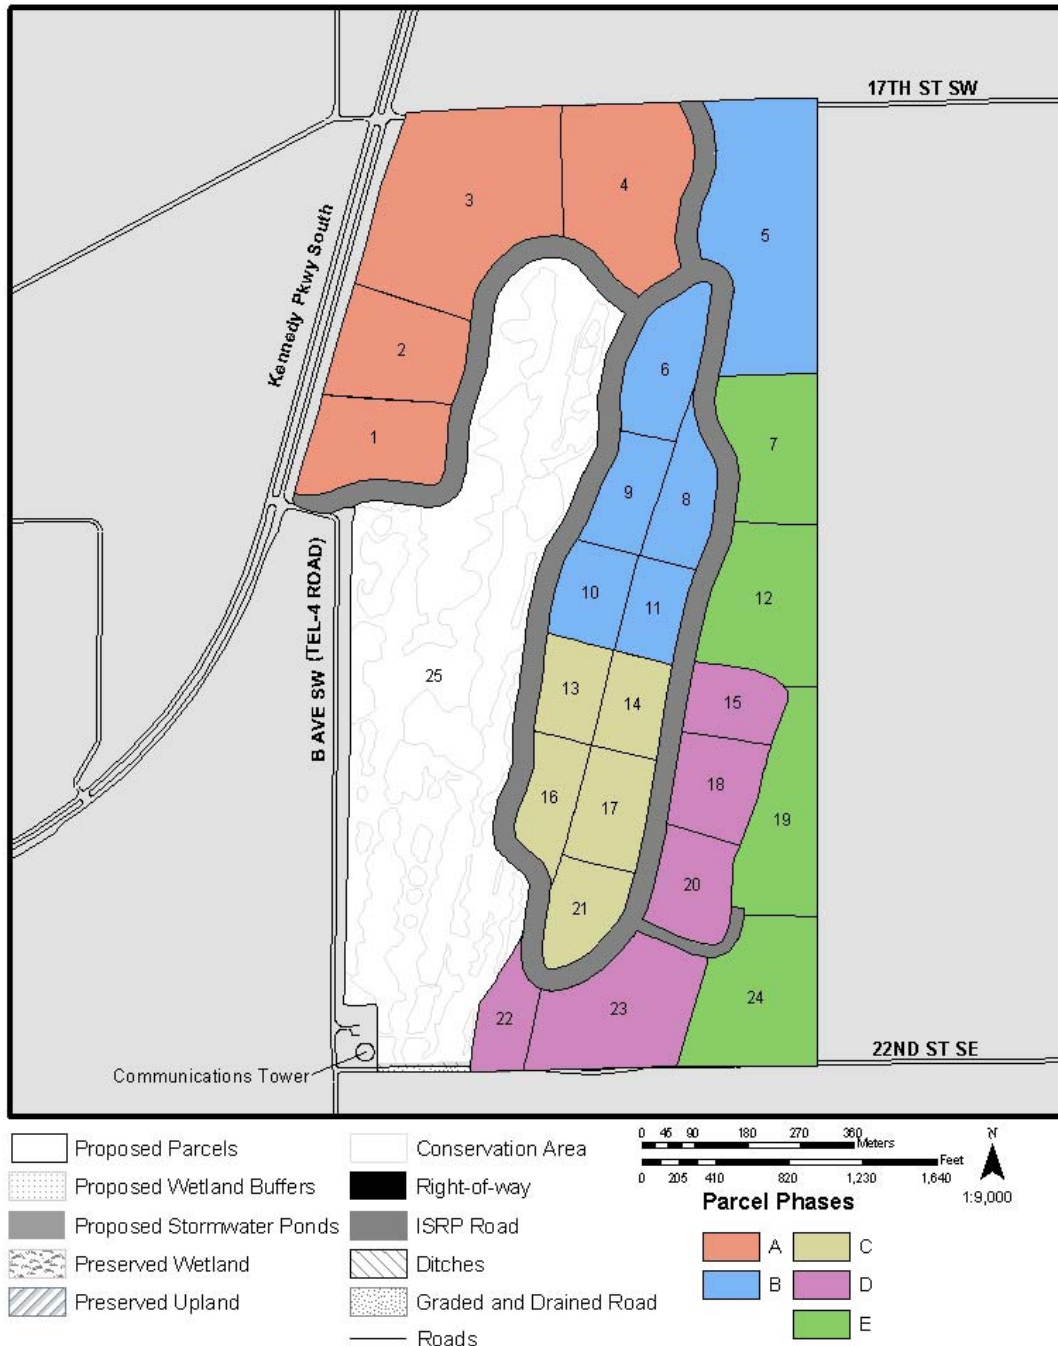 17TH ST SW
Kennedy Pkwy South
3
4
5
2
6
1
7
9
8
B AVE SW (TEL-4 ROAD)
10
11
12
25
13
14
15
16
17
18
19
20
21
22
23
24
22ND ST SE
Communications Tower
Proposed Parcels
Proposed Wetland Buffers
Proposed Stormwater Ponds
Preserved Wetland
Preserved Upland
Conservation Area
Right-of-way
ISRP Road
Ditches
Graded and Drained Road
Roads
0 45 90 180 270 360
Meters
Feet
0 205 410 820 1,230 1,640
N
1:9,000
Parcel Phases
A
C
B
D
E